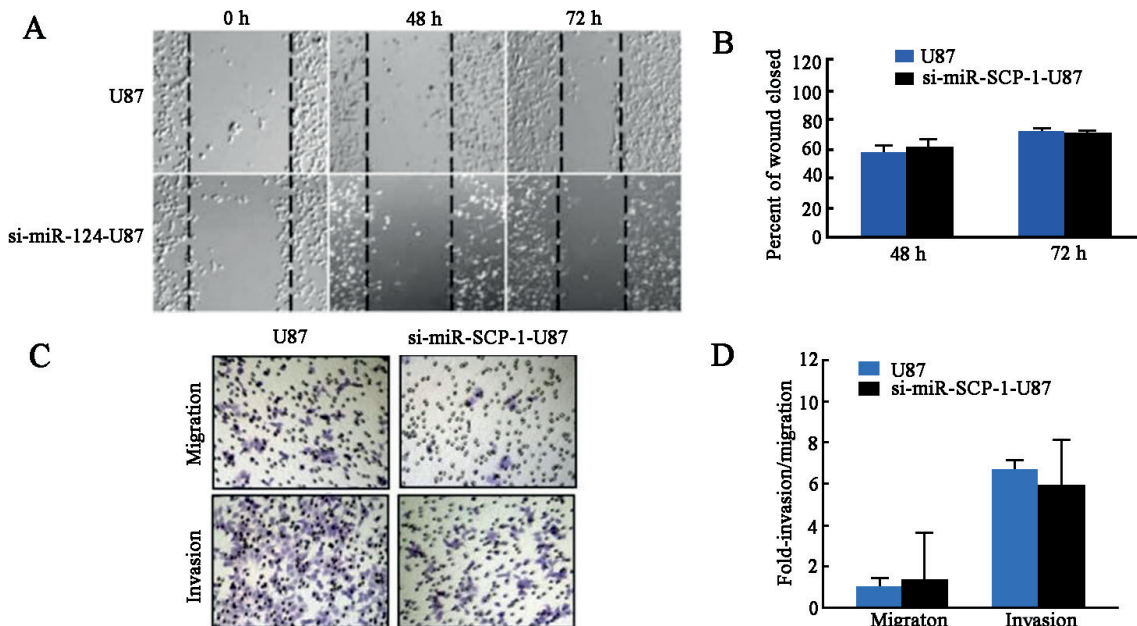 A
0 h
48 h
72 h
U87
si-miR-124-U87
B
U87
si-miR-SCP-1-U87
Percent of wound closed
120
100
80
60
40
20
0
48 h
72 h
C
U87
si-miR-SCP-1-U87
Migration
Invasion
D
U87
si-miR-SCP-1-U87
Fold-invasion/migration
12
10
8
6
4
2
0
Migraton
Invasion